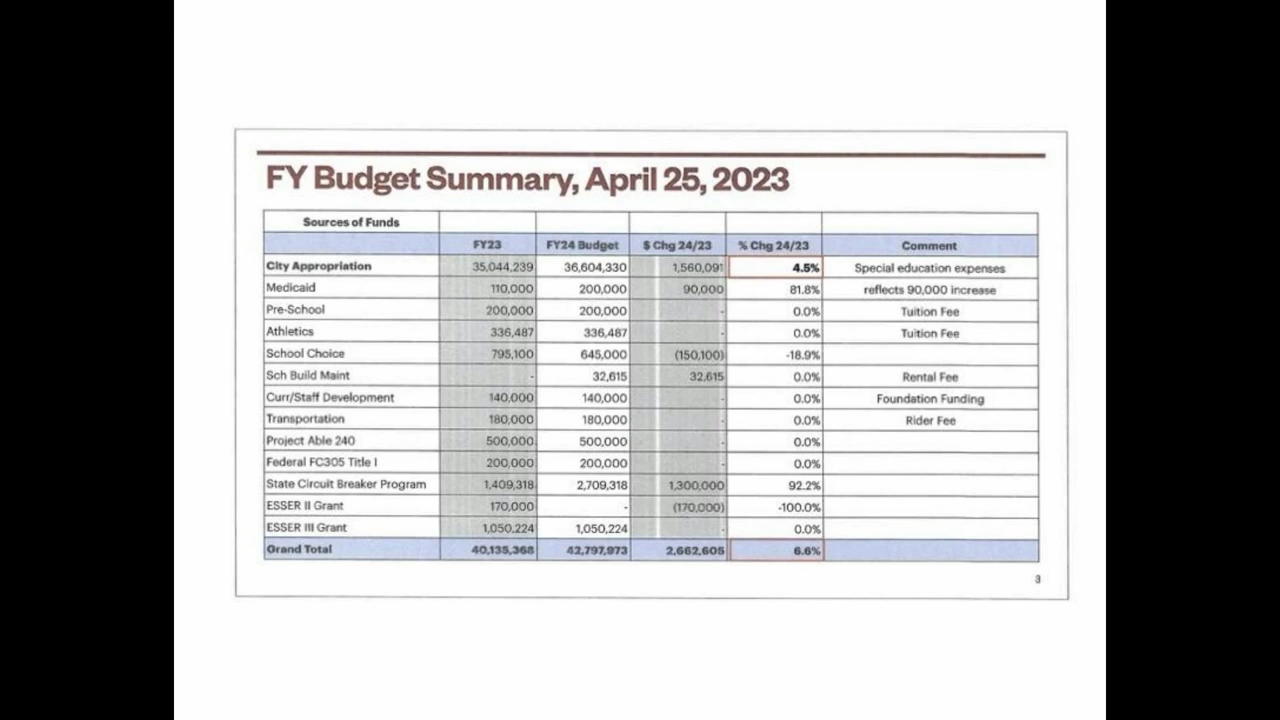 FY Budget Summary, April 25, 2023
Sources of Funds
FY23 FY24 Budget $ Chg 24/23 % Chg 24/23 Comment
City Appropriation 35,044,239 36,604,330 1,560,091 4.5% Special education expenses
Medicaid 110,000 200,000 90,000 81.8% reflects 90,000 increase
Pre-School 200,000 200,000 - 0.0% Tuition Fee
Athletics 336,487 336,487 - 0.0% Tuition Fee
School Choice 795,100 645,000 (150,100) -18.9%
Sch Build Maint - 32,615 32,615 0.0% Rental Fee
Curr/Staff Development 140,000 140,000 - 0.0% Foundation Funding
Transportation 180,000 180,000 - 0.0% Rider Fee
Project Able 240 500,000 500,000 - 0.0%
Federal FC305 Title I 200,000 200,000 - 0.0%
State Circuit Breaker Program 1,409,318 2,709,318 1,300,000 92.2%
ESSER II Grant 170,000 - (170,000) -100.0%
ESSER III Grant 1,050,224 1,050,224 - 0.0%
Grand Total 40,135,368 42,797,973 2,662,605 6.6%
3